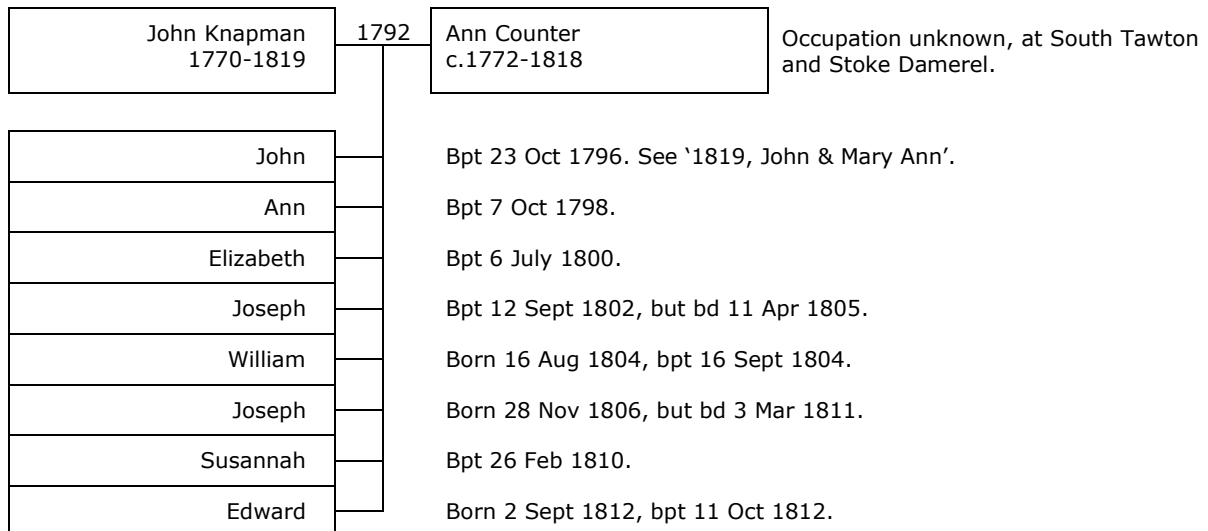 John Knapman 1792 Ann Counter
1770-1819 c.1772-1818
Occupation unknown, at South Tawton
and Stoke Damerel.
John Bpt 23 Oct 1796. See ‘1819, John & Mary Ann’.
Ann Bpt 7 Oct 1798.
Elizabeth Bpt 6 July 1800.
Joseph Bpt 12 Sept 1802, but bd 11 Apr 1805.
William Born 16 Aug 1804, bpt 16 Sept 1804.
Joseph Born 28 Nov 1806, but bd 3 Mar 1811.
Susannah Bpt 26 Feb 1810.
Edward Born 2 Sept 1812, bpt 11 Oct 1812.